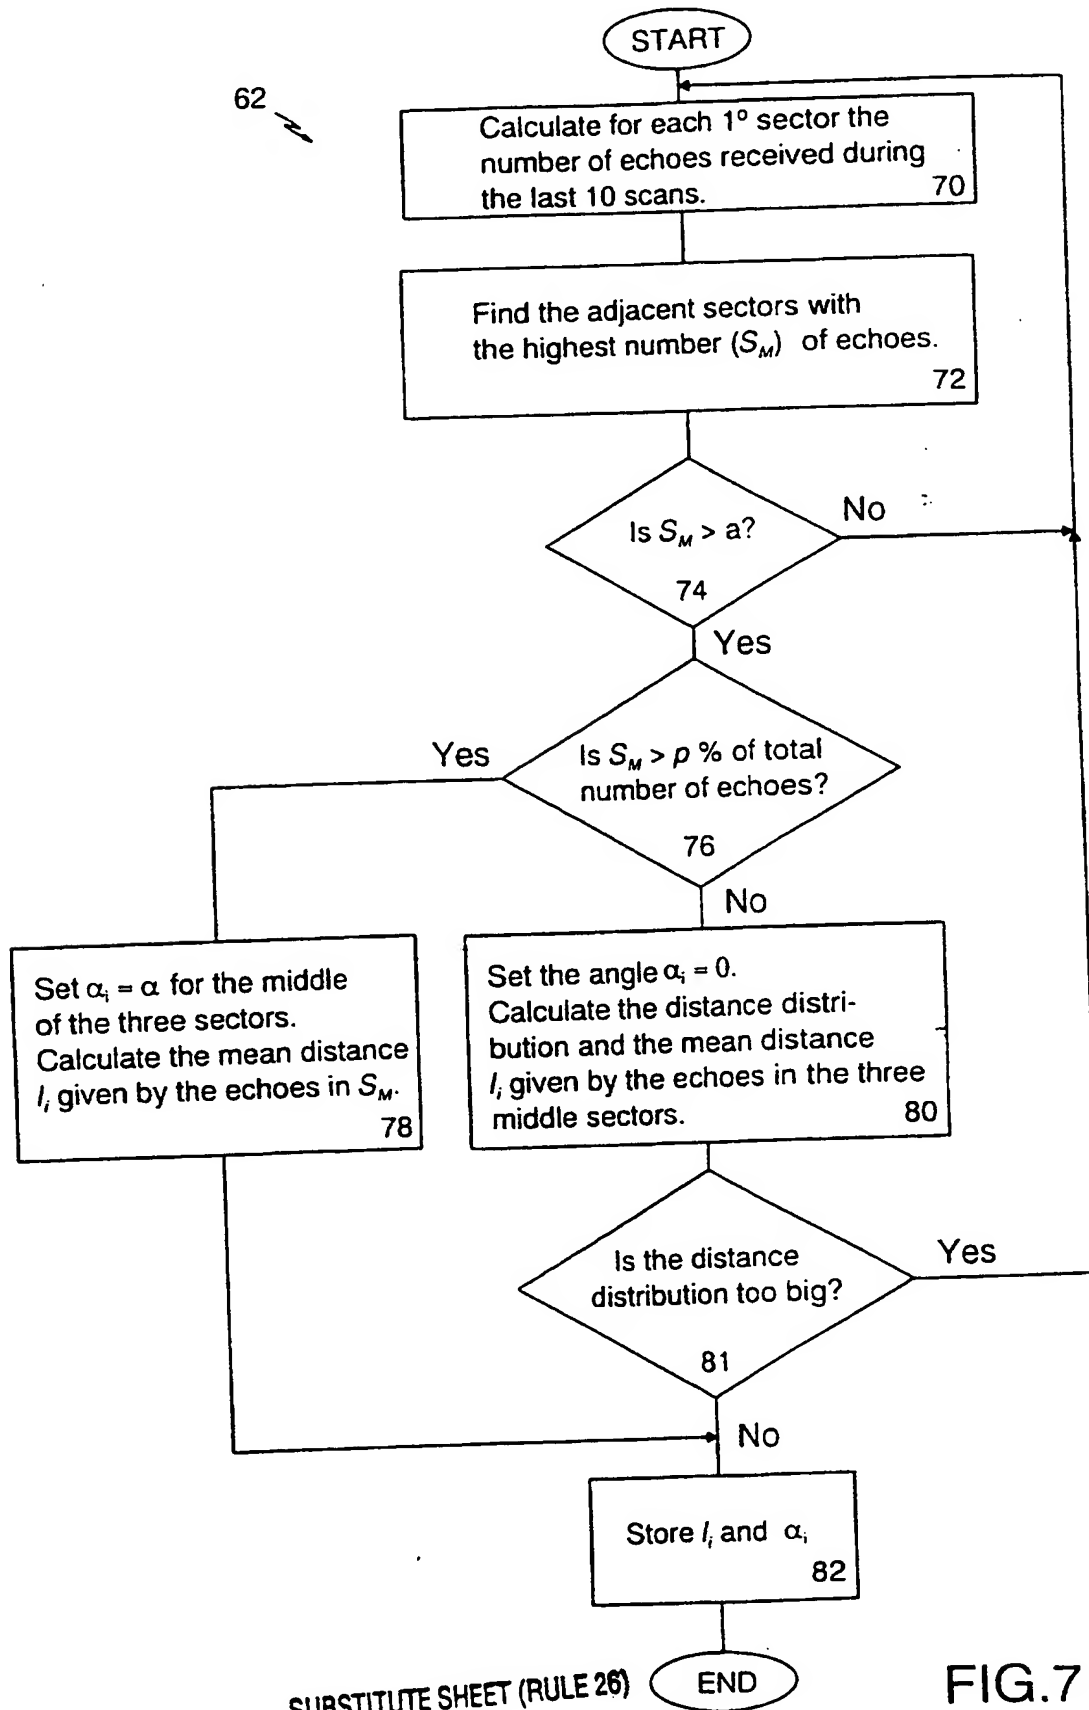 START
62
Calculate for each 1° sector the
number of echoes received during
the last 10 scans.
70
Find the adjacent sectors with
the highest number (S_M) of echoes.
72
Is S_M > a?
74
No
Yes
Is S_M > p % of total
number of echoes?
76
Yes
No
Set α_i = α for the middle
of the three sectors.
Calculate the mean distance
l_i, given by the echoes in S_M.
78
Set the angle α_i = 0.
Calculate the distance distri-
bution and the mean distance
l_i, given by the echoes in the three
middle sectors.
80
Is the distance
distribution too big?
81
Yes
No
Store l_i and α_i
82
END
SUBSTITUTE SHEET (RULE 26)
FIG.7